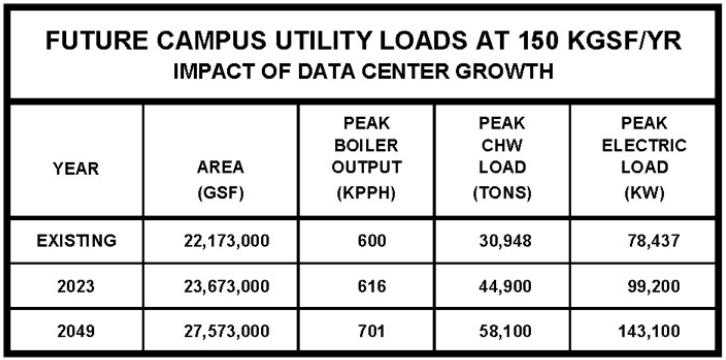 FUTURE CAMPUS UTILITY LOADS AT 150 KGSF/YR
IMPACT OF DATA CENTER GROWTH
YEAR AREA (GSF) PEAK BOILER OUTPUT (KPPH) PEAK CHW LOAD (TONS) PEAK ELECTRIC LOAD (KW)
EXISTING 22,173,000 600 30,948 78,437
2023 23,673,000 616 44,900 99,200
2049 27,573,000 701 58,100 143,100